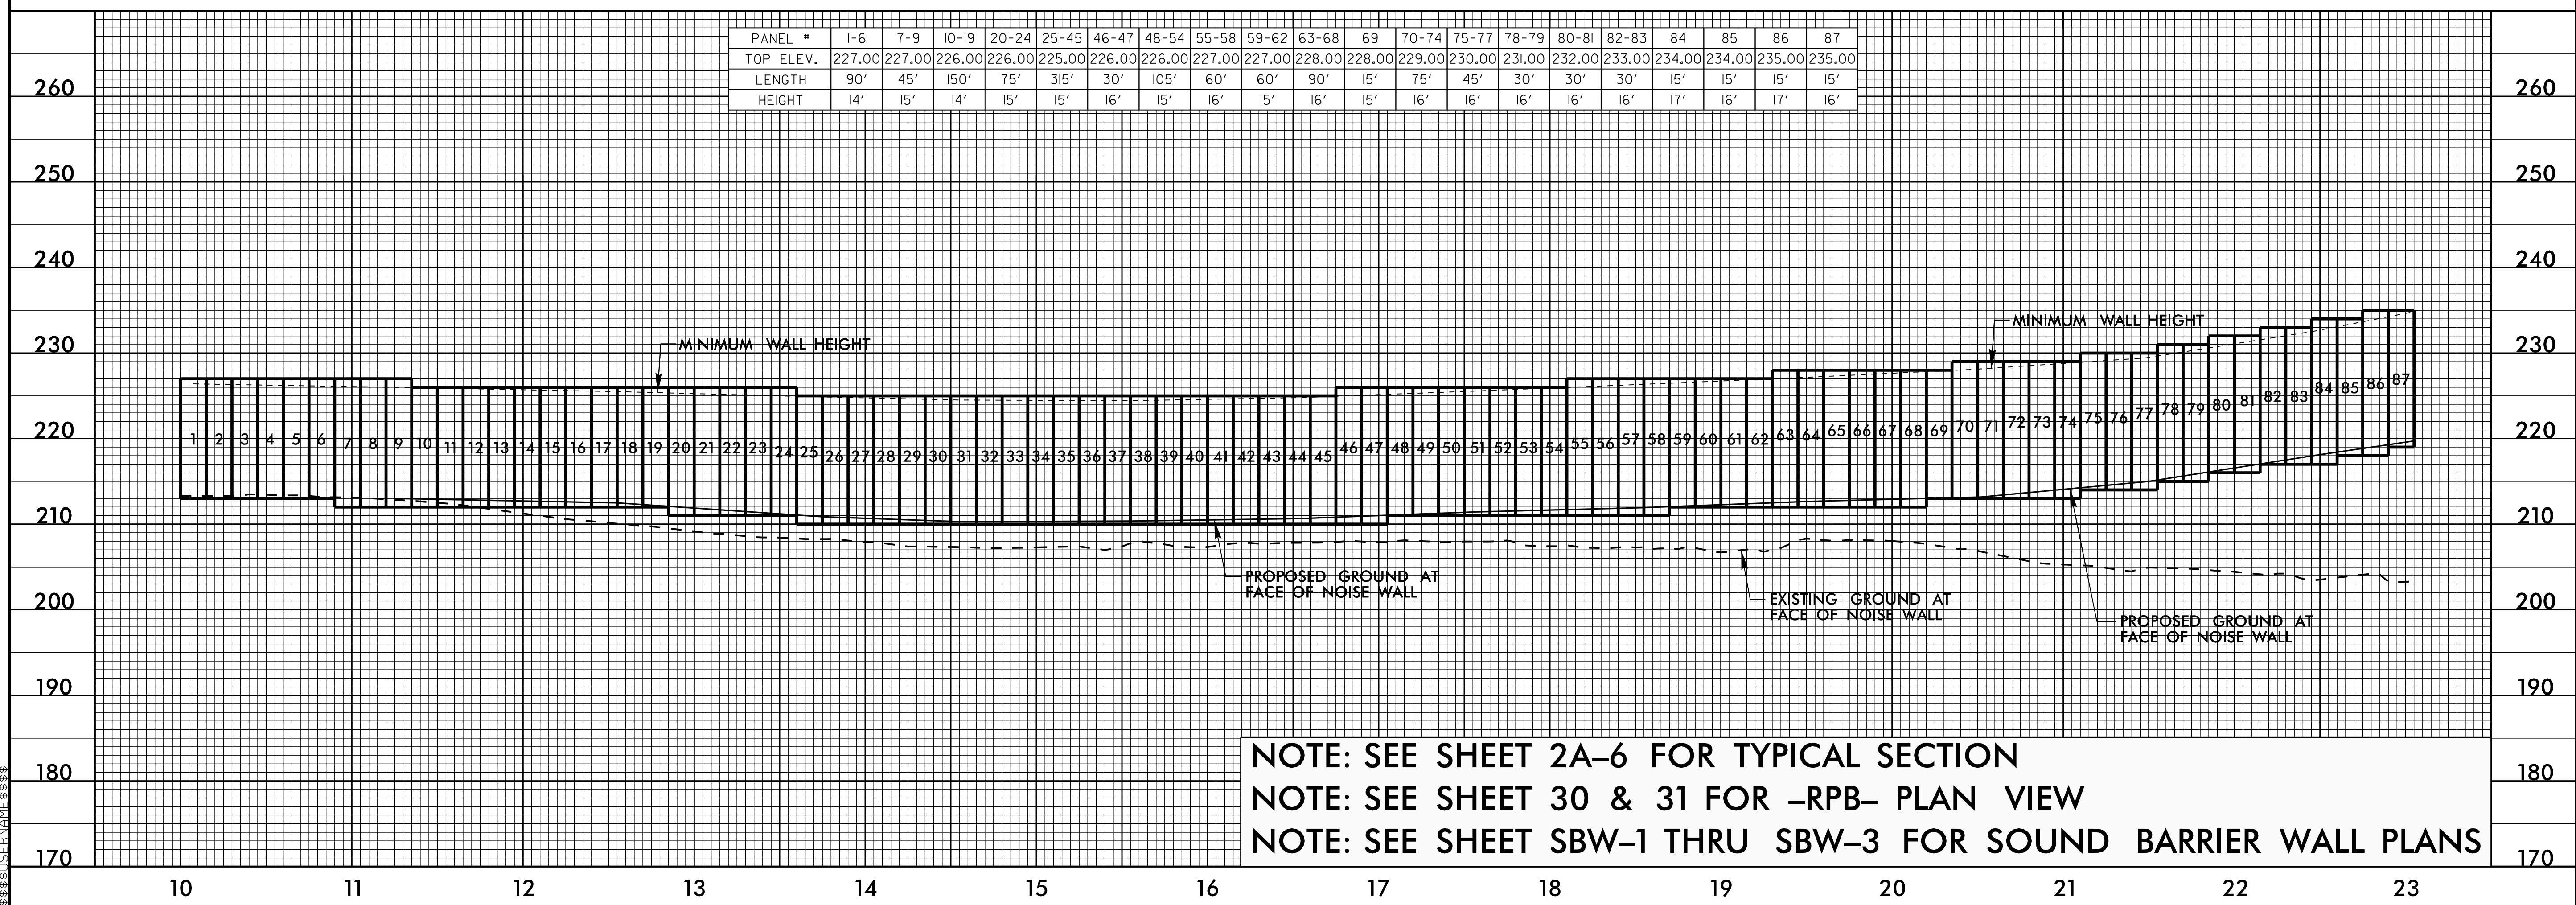 PANEL # 1-6 7-9 10-19 20-24 25-45 46-47 48-54 55-58 59-62 63-68 69 70-74 75-77 78-79 80-81 82-83 84 85 86 87
TOP ELEV. 227.00 227.00 226.00 226.00 225.00 226.00 226.00 227.00 227.00 228.00 228.00 229.00 230.00 231.00 232.00 233.00 234.00 234.00 235.00 235.00
LENGTH 90' 45' 150' 75' 315' 30' 105' 60' 60' 90' 15' 75' 45' 30' 30' 30' 15' 15' 15' 15'
HEIGHT 14' 15' 14' 15' 15' 16' 15' 16' 15' 16' 15' 16' 16' 16' 16' 16' 17' 16' 17' 16'
260 260
250 250
240 240
230 230
MINIMUM WALL HEIGHT
MINIMUM WALL HEIGHT
220 220
1 2 3 4 5 6 7 8 9 10 11 12 13 14 15 16 17 18 19 20 21 22 23 24 25 26 27 28 29 30 31 32 33 34 35 36 37 38 39 40 41 42 43 44 45 46 47 48 49 50 51 52 53 54 55 56 57 58 59 60 61 62 63 64 65 66 67 68 69 70 71 72 73 74 75 76 77 78 79 80 81 82 83 84 85 86 87
210 210
PROPOSED GROUND AT
FACE OF NOISE WALL
200 200
EXISTING GROUND AT
FACE OF NOISE WALL
PROPOSED GROUND AT
FACE OF NOISE WALL
190 190
180 180
170 170
NOTE: SEE SHEET 2A–6 FOR TYPICAL SECTION
NOTE: SEE SHEET 30 & 31 FOR –RPB– PLAN VIEW
NOTE: SEE SHEET SBW–1 THRU SBW–3 FOR SOUND BARRIER WALL PLANS
10 11 12 13 14 15 16 17 18 19 20 21 22 23